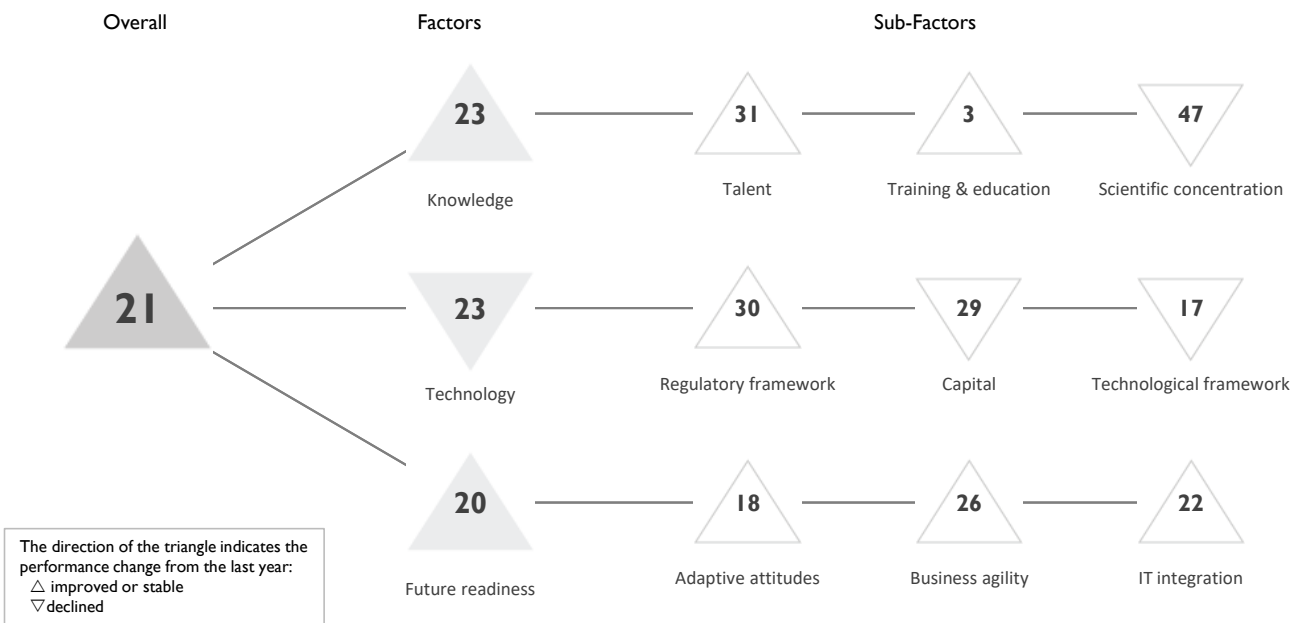 Overall
Factors
Sub-Factors
23
31
3
47
Knowledge
Talent
Training & education
Scientific concentration
21
23
30
29
17
Technology
Regulatory framework
Capital
Technological framework
20
18
26
22
Future readiness
Adaptive attitudes
Business agility
IT integration
The direction of the triangle indicates the
performance change from the last year:
△ improved or stable
▽ declined